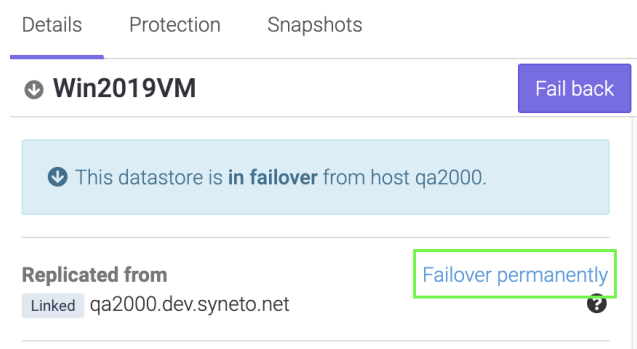 Details Protection Snapshots
Win2019VM Fail back
This datastore is in failover from host qa2000.
Replicated from Failover permanently
Linked qa2000.dev.syneto.net ?